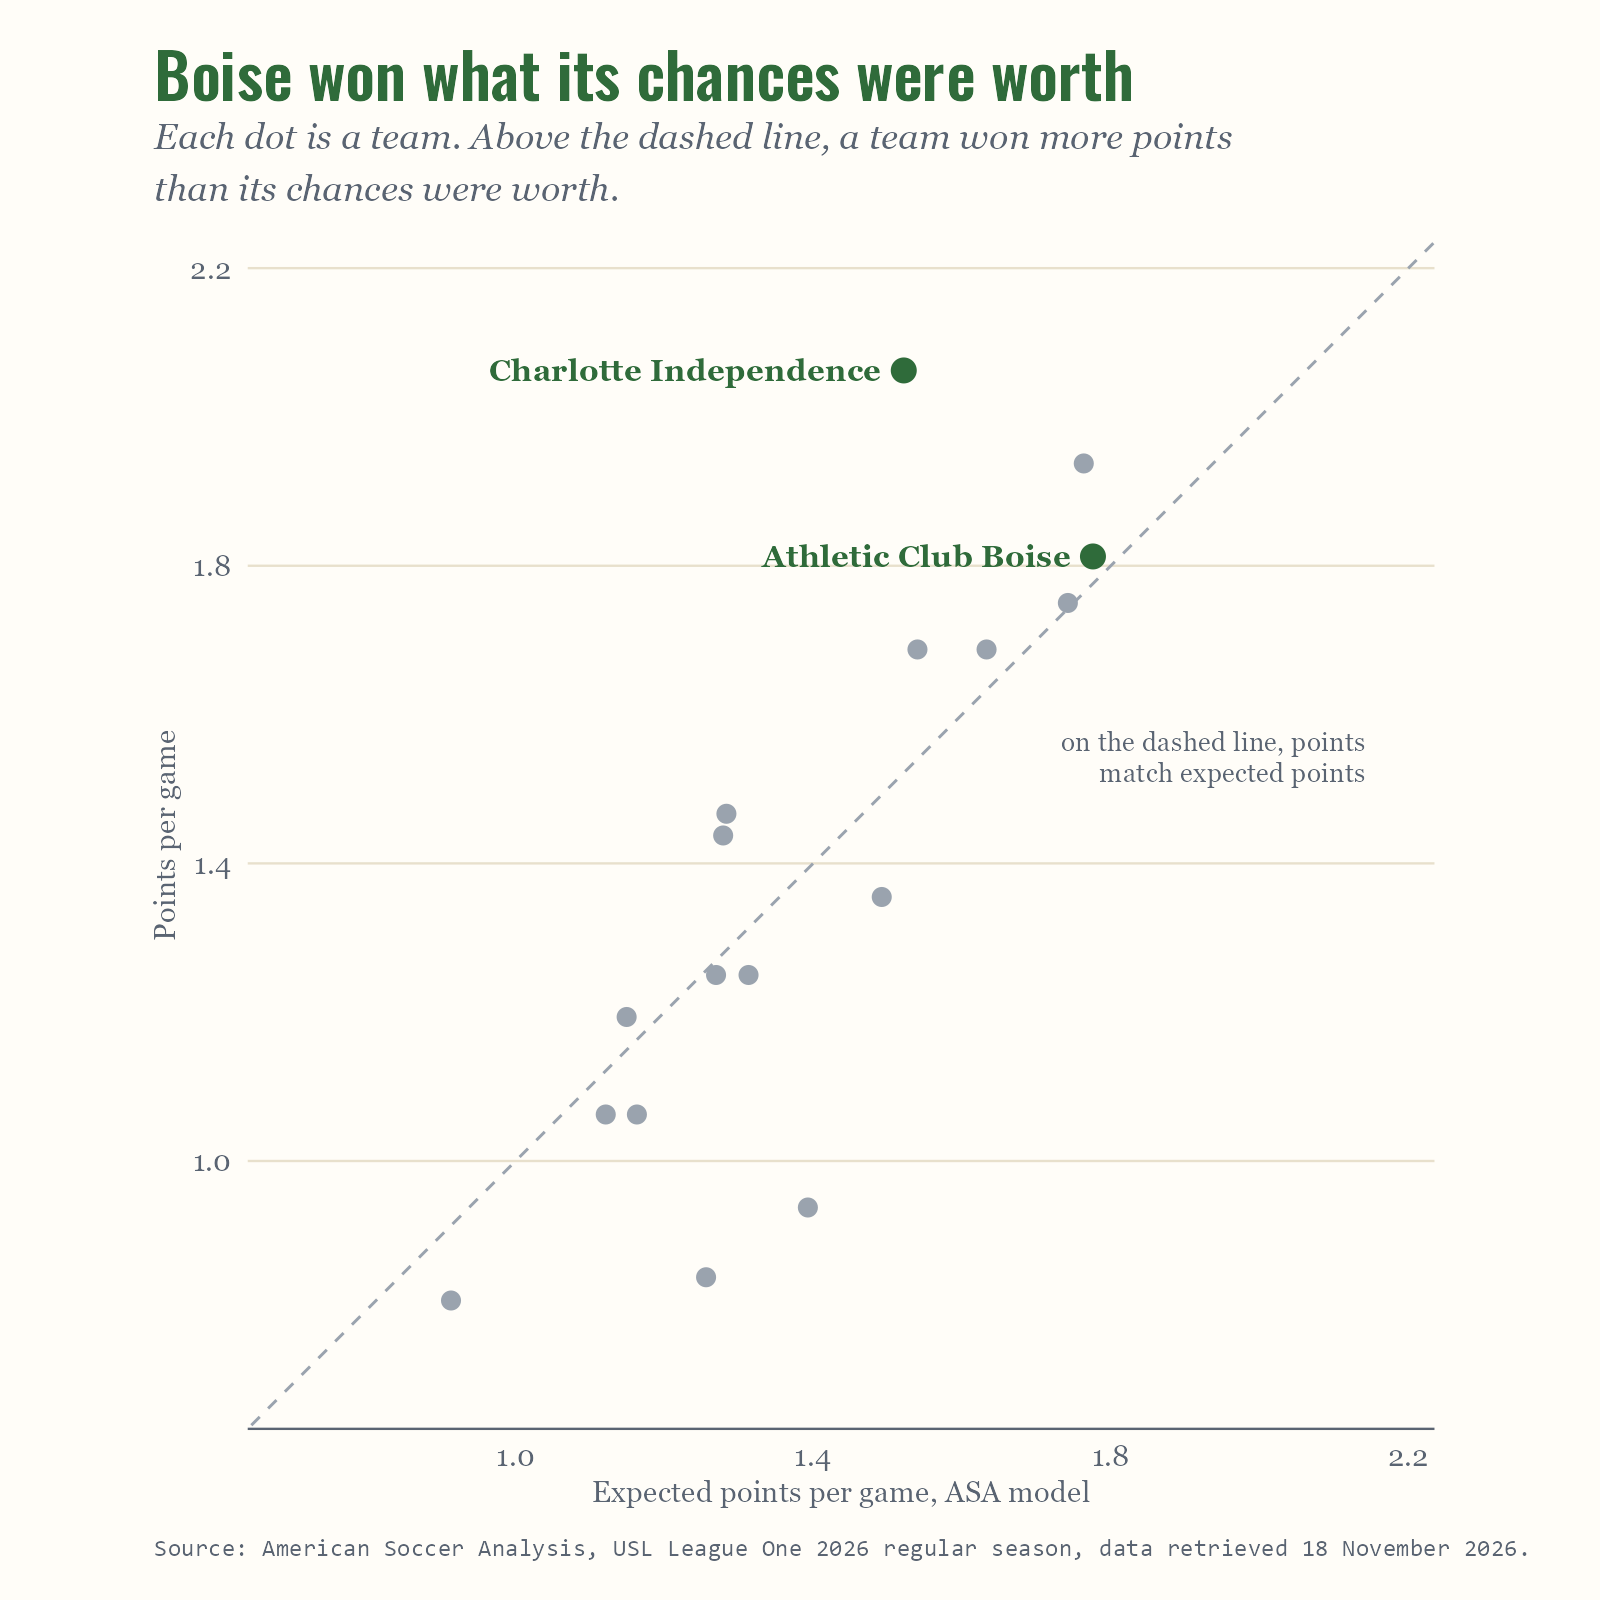 Boise won what its chances were worth
Each dot is a team. Above the dashed line, a team won more points
than its chances were worth.
2.2
Charlotte Independence
Athletic Club Boise
1.8
on the dashed line, points
match expected points
Points per game
1.4
1.0
1.0
1.4
1.8
2.2
Expected points per game, ASA model
Source: American Soccer Analysis, USL League One 2026 regular season, data retrieved 18 November 2026.